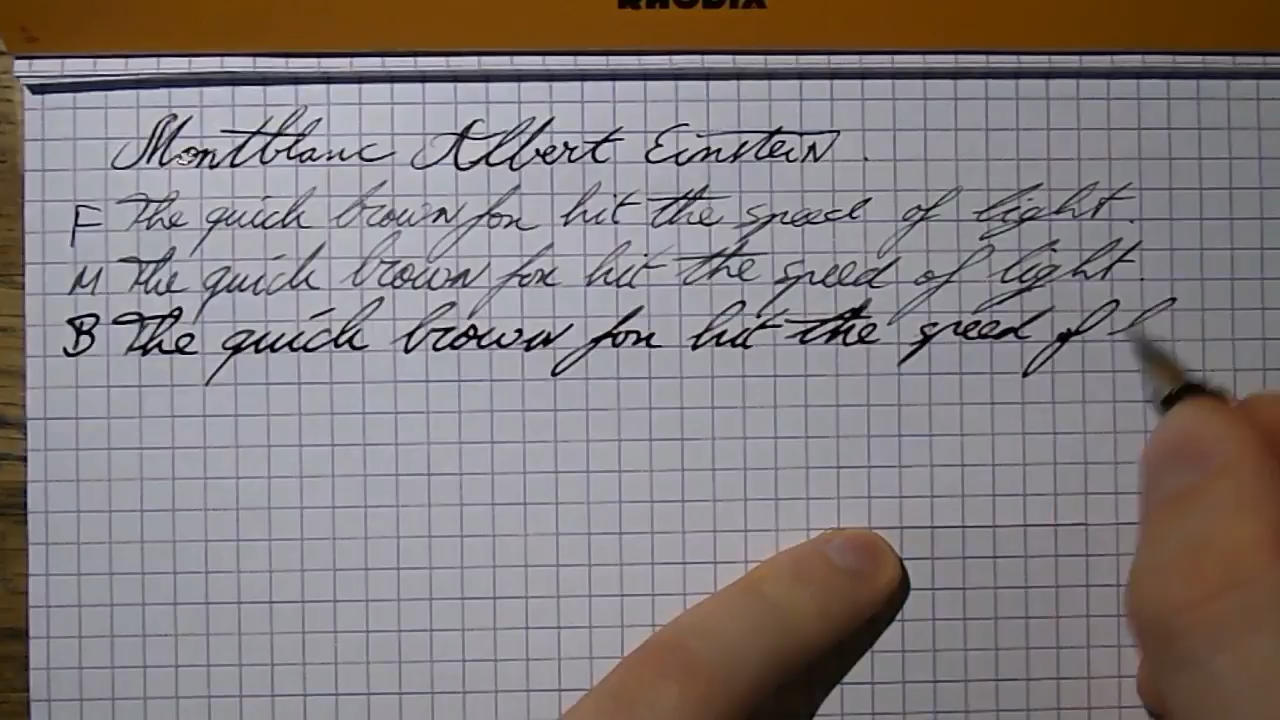 RHODIA
Montblanc Albert Einstein.
F The quick brown fox hit the speed of light.
M The quick brown fox hit the speed of light.
B The quick brown fox hit the speed of l